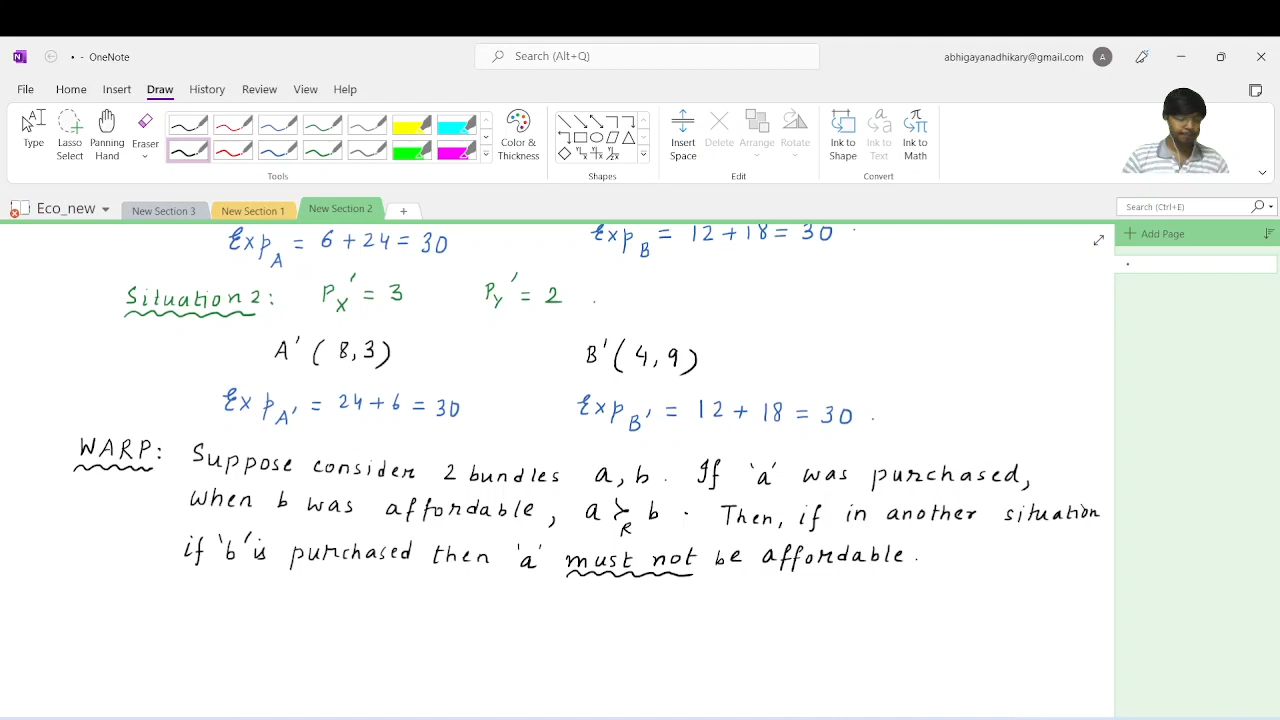 OneNote
Search (Alt+Q)
abhigayanadhikary@gmail.com
A
File Home Insert Draw History Review View Help
Type
Lasso Select
Panning Hand
Eraser
Color & Thickness
Insert Space
Delete
Arrange
Rotate
Ink to Shape
Ink to Text
Ink to Math
Tools
Shapes
Edit
Convert
Eco_new
New Section 3
New Section 1
New Section 2
+
Search (Ctrl+E)
Add Page
Exp_A = 6 + 24 = 30
Exp_B = 12 + 18 = 30 .
Situation 2: P_X' = 3 P_Y' = 2 .
A' ( 8, 3 ) B' ( 4, 9 )
Exp_A' = 24 + 6 = 30 Exp_B' = 12 + 18 = 30 .
WARP: Suppose consider 2 bundles a, b . If 'a' was purchased,
when b was affordable, a ≻_R b . Then, if in another situation
if 'b' is purchased then 'a' must not be affordable .